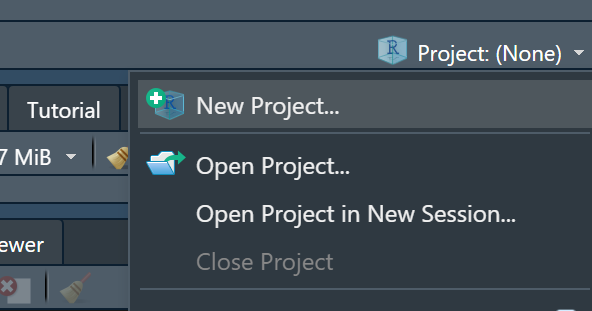 Project: (None)
Tutorial
New Project...
7 MiB
Open Project...
Open Project in New Session...
ewer
Close Project